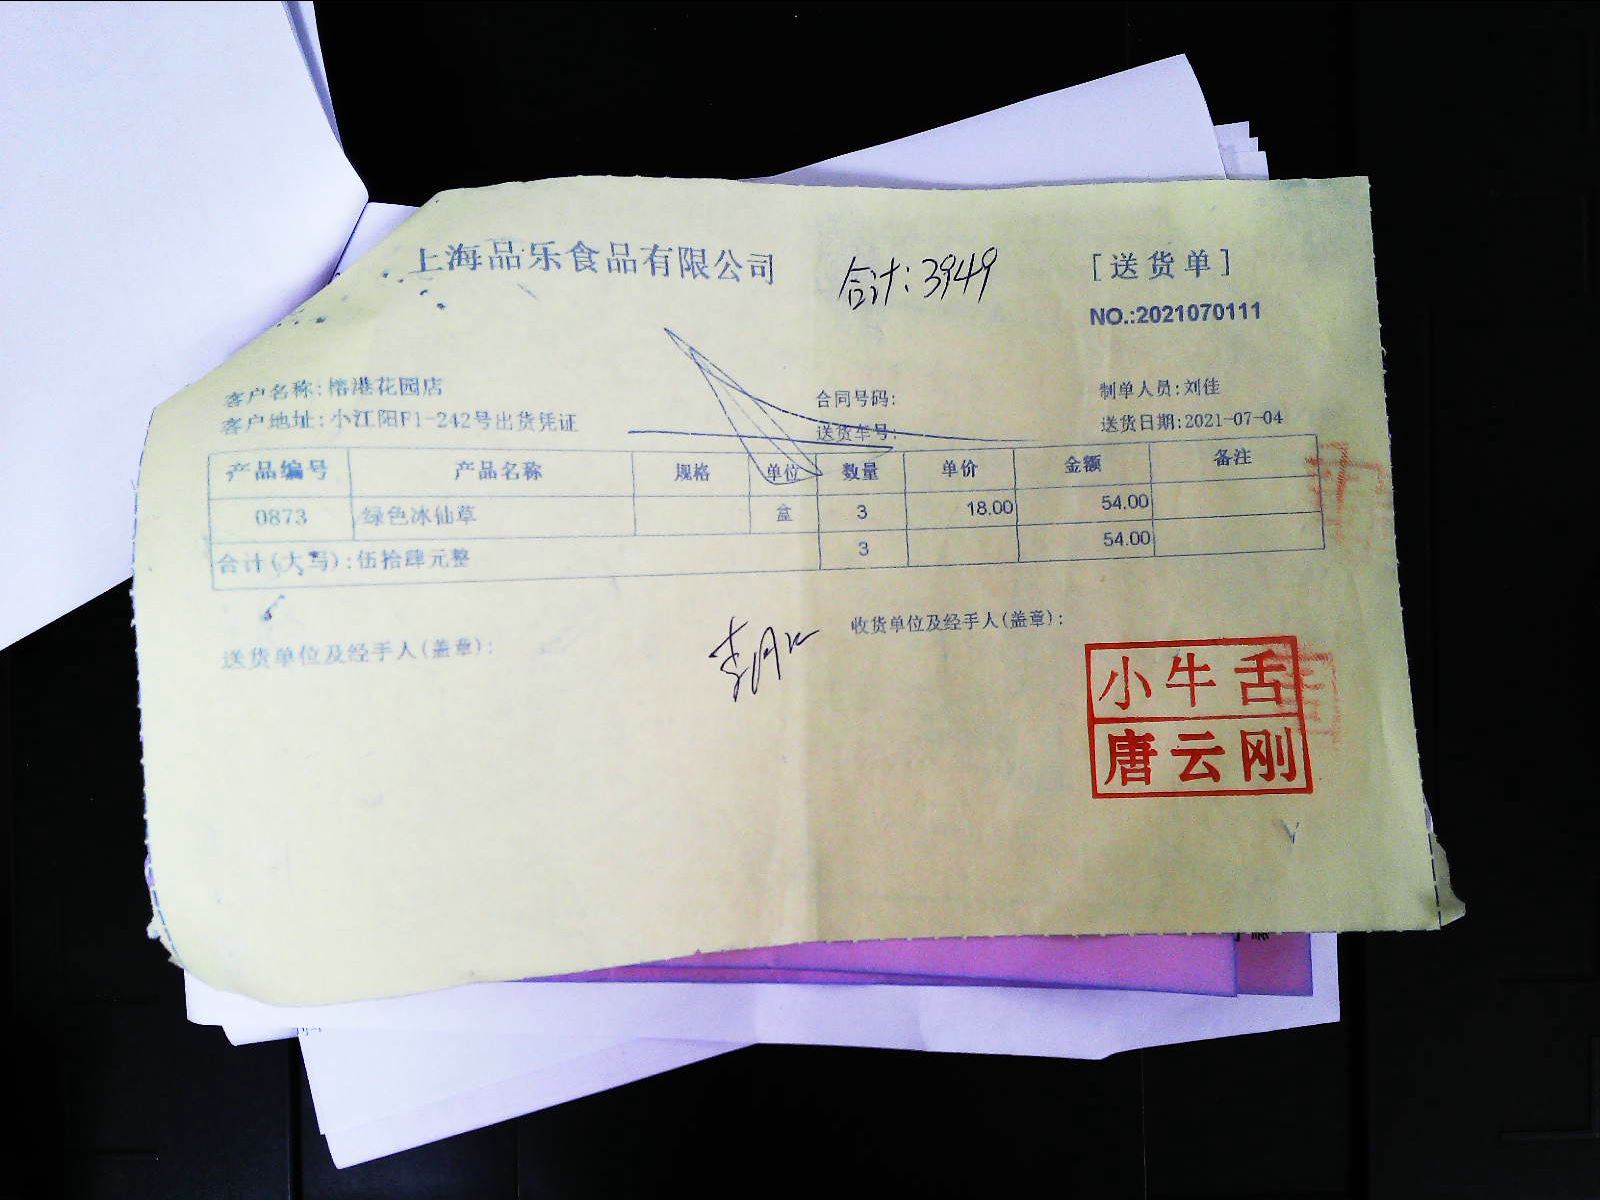 上海品乐食品有限公司
合计:3949
[送货单]
NO.:2021070111
客户名称:榕港花园店
合同号码:
制单人员:刘佳
客户地址:小江阳F1-242号出货凭证
送货车号:
送货日期:2021-07-04
产品编号 产品名称 规格 单位 数量 单价 金额 备注
0873 绿色冰仙草 盒 3 18.00 54.00
合计(大写):伍拾肆元整 3 54.00
送货单位及经手人(盖章):
收货单位及经手人(盖章):
小牛舌
唐云刚